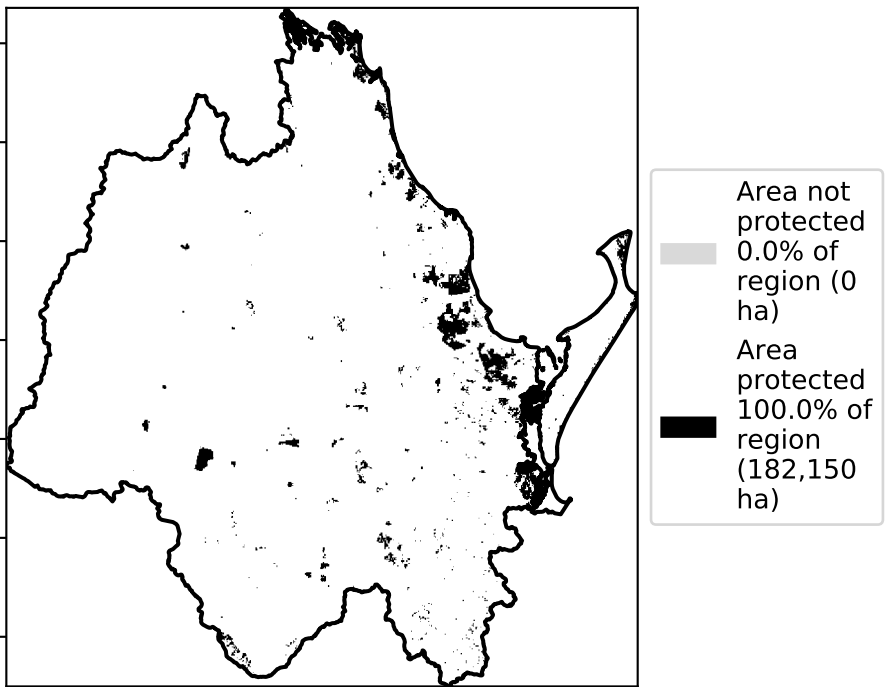 Area not
protected
0.0% of
region (0
ha)
Area
protected
100.0% of
region
(182,150
ha)